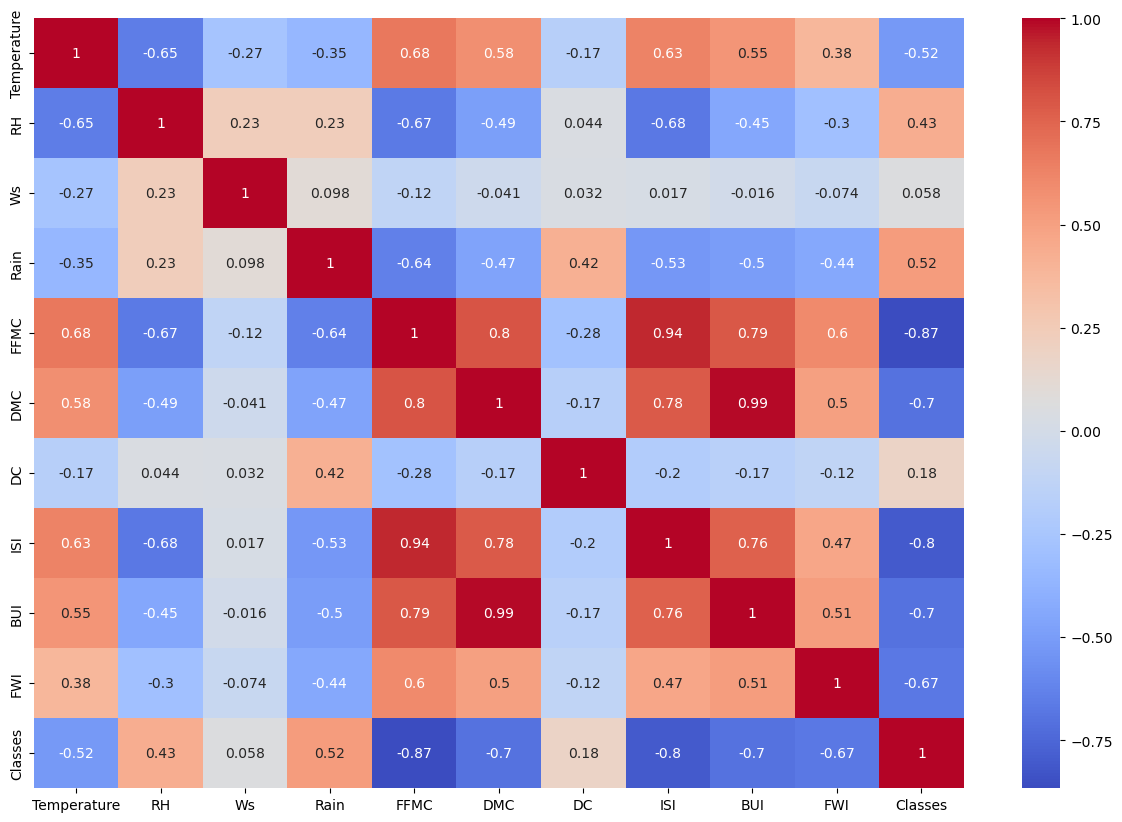 Temperature 1 -0.65 -0.27 -0.35 0.68 0.58 -0.17 0.63 0.55 0.38 -0.52
RH -0.65 1 0.23 0.23 -0.67 -0.49 0.044 -0.68 -0.45 -0.3 0.43
Ws -0.27 0.23 1 0.098 -0.12 -0.041 0.032 0.017 -0.016 -0.074 0.058
Rain -0.35 0.23 0.098 1 -0.64 -0.47 0.42 -0.53 -0.5 -0.44 0.52
FFMC 0.68 -0.67 -0.12 -0.64 1 0.8 -0.28 0.94 0.79 0.6 -0.87
DMC 0.58 -0.49 -0.041 -0.47 0.8 1 -0.17 0.78 0.99 0.5 -0.7
DC -0.17 0.044 0.032 0.42 -0.28 -0.17 1 -0.2 -0.17 -0.12 0.18
ISI 0.63 -0.68 0.017 -0.53 0.94 0.78 -0.2 1 0.76 0.47 -0.8
BUI 0.55 -0.45 -0.016 -0.5 0.79 0.99 -0.17 0.76 1 0.51 -0.7
FWI 0.38 -0.3 -0.074 -0.44 0.6 0.5 -0.12 0.47 0.51 1 -0.67
Classes -0.52 0.43 0.058 0.52 -0.87 -0.7 0.18 -0.8 -0.7 -0.67 1
Temperature RH Ws Rain FFMC DMC DC ISI BUI FWI Classes
1.00
0.75
0.50
0.25
0.00
−0.25
−0.50
−0.75